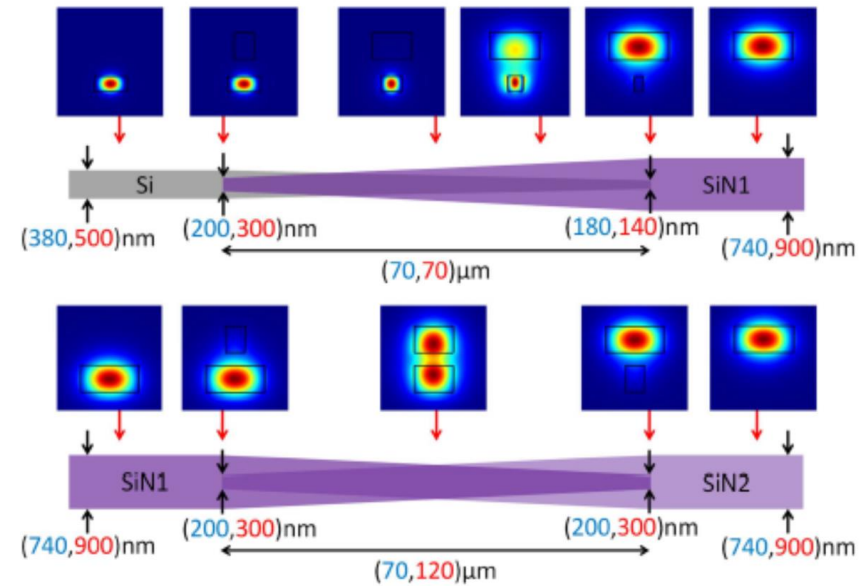 Si
SiN1
(380,500)nm
(200,300)nm
(180,140)nm
(740,900)nm
(70,70)μm
SiN1
SiN2
(740,900)nm
(200,300)nm
(200,300)nm
(740,900)nm
(70,120)μm